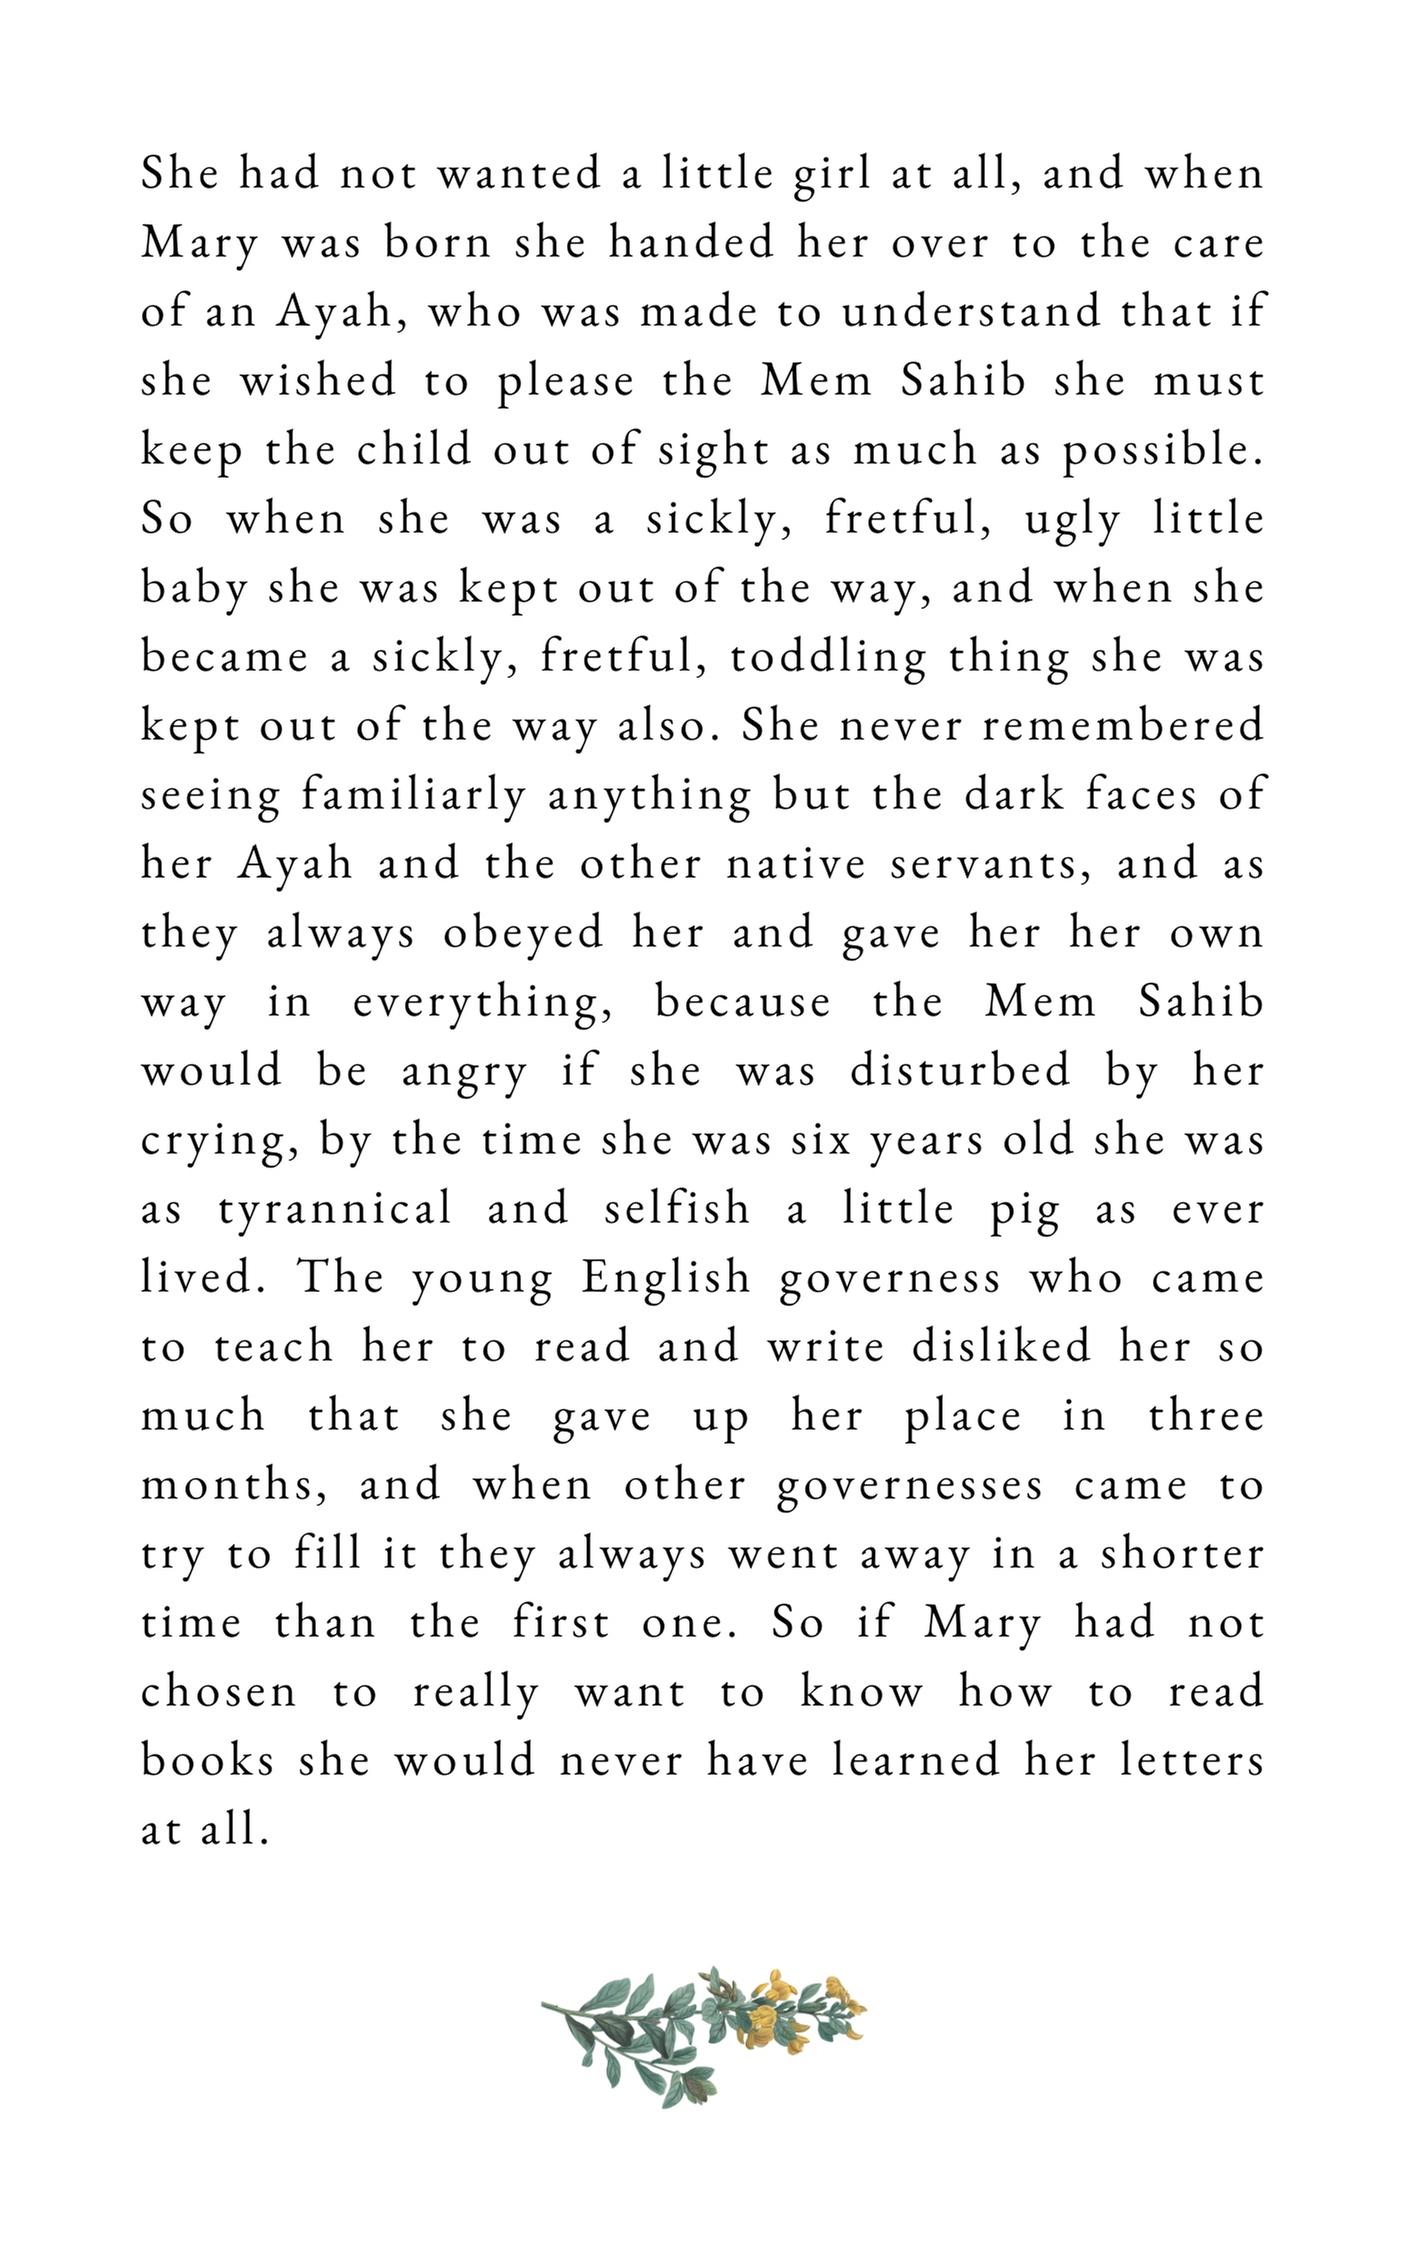 She had not wanted a little girl at all, and when
Mary was born she handed her over to the care
of an Ayah, who was made to understand that if
she wished to please the Mem Sahib she must
keep the child out of sight as much as possible.
So when she was a sickly, fretful, ugly little
baby she was kept out of the way, and when she
became a sickly, fretful, toddling thing she was
kept out of the way also. She never remembered
seeing familiarly anything but the dark faces of
her Ayah and the other native servants, and as
they always obeyed her and gave her her own
way in everything, because the Mem Sahib
would be angry if she was disturbed by her
crying, by the time she was six years old she was
as tyrannical and selfish a little pig as ever
lived. The young English governess who came
to teach her to read and write disliked her so
much that she gave up her place in three
months, and when other governesses came to
try to fill it they always went away in a shorter
time than the first one. So if Mary had not
chosen to really want to know how to read
books she would never have learned her letters
at all.